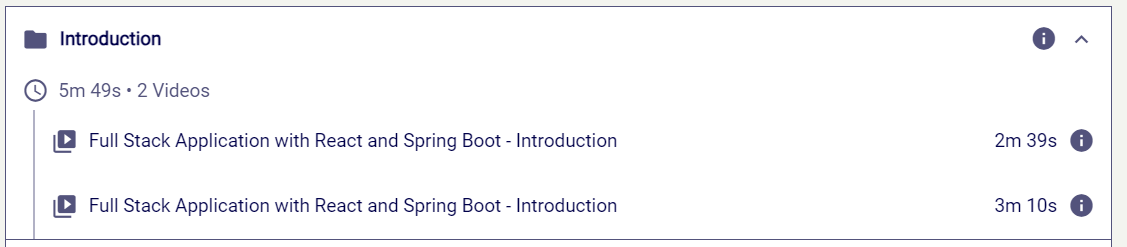 Introduction
5m 49s • 2 Videos
Full Stack Application with React and Spring Boot - Introduction 2m 39s
Full Stack Application with React and Spring Boot - Introduction 3m 10s